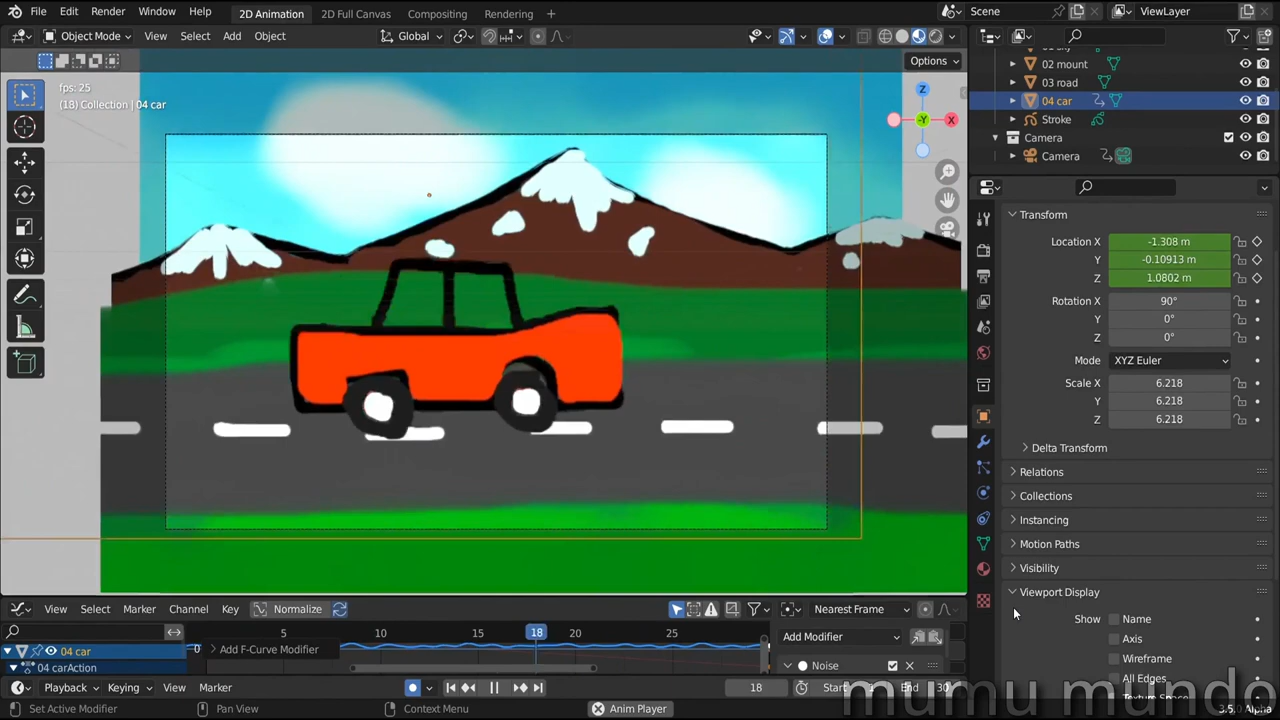 File Edit Render Window Help 2D Animation 2D Full Canvas Compositing Rendering + Scene ViewLayer
Object Mode View Select Add Object Global
Options
fps: 25
(18) Collection | 04 car
Z
-Y
X
02 mount
03 road
04 car
Stroke
Camera
Camera
Transform
Location X -1.308 m
Y -0.10913 m
Z 1.0802 m
Rotation X 90°
Y 0°
Z 0°
Mode XYZ Euler
Scale X 6.218
Y 6.218
Z 6.218
Delta Transform
Relations
Collections
Instancing
Motion Paths
Visibility
Viewport Display
Show Name
Axis
Wireframe
All Edges
View Select Marker Channel Key Normalize Nearest Frame
5 10 15 18 20 25
Add Modifier
04 car
0 Add F-Curve Modifier
04 carAction
Noise
Playback Keying View Marker 18 Start End 30
Set Active Modifier Pan View Context Menu Anim Player 3.5.0 Alpha
mumu mundo